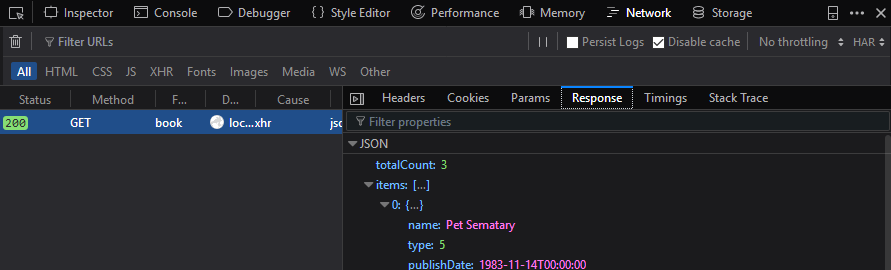 Inspector Console Debugger Style Editor Performance Memory Network Storage
Filter URLs Persist Logs Disable cache No throttling HAR
All HTML CSS JS XHR Fonts Images Media WS Other
Status Method F... D... Cause Headers Cookies Params Response Timings Stack Trace
200 GET book loc... xhr jsc Filter properties
JSON
totalCount: 3
items: [...]
0: {...}
name: Pet Sematary
type: 5
publishDate: 1983-11-14T00:00:00